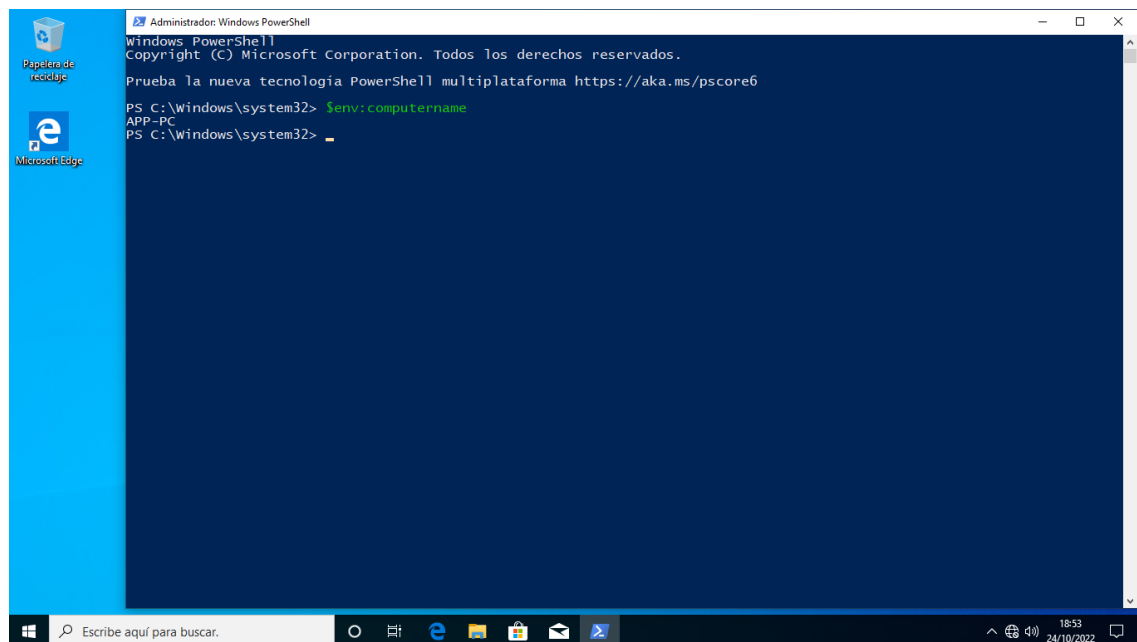 Papelera de
reciclaje
Microsoft Edge
Administrador: Windows PowerShell
Windows PowerShell
Copyright (C) Microsoft Corporation. Todos los derechos reservados.
Prueba la nueva tecnología PowerShell multiplataforma https://aka.ms/pscore6
PS C:\Windows\system32> $env:computername
APP-PC
PS C:\Windows\system32>
Escribe aquí para buscar.
18:53
24/10/2022